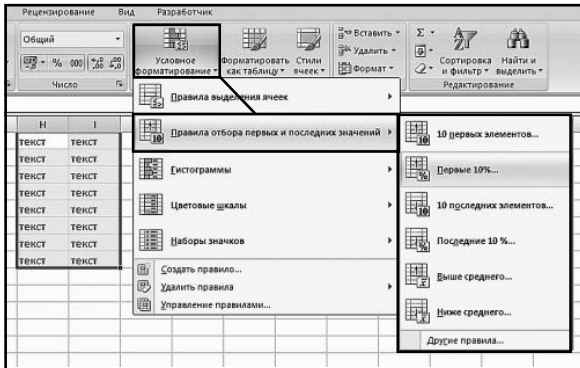 Рецензирование Вид Разработчик
Общий
% 000
Число
Условное форматирование
Форматировать как таблицу
Стили ячеек
Вставить
Удалить
Формат
Σ
Сортировка и фильтр
Найти и выделить
Редактирование
Правила выделения ячеек
Правила отбора первых и последних значений
Гистограммы
Цветовые шкалы
Наборы значков
Создать правило...
Удалить правила
Управление правилами...
10 первых элементов...
Первые 10%...
10 последних элементов...
Последние 10 %...
Выше среднего...
Ниже среднего...
Другие правила...
H I
текст текст
текст текст
текст текст
текст текст
текст текст
текст текст
текст текст
текст текст